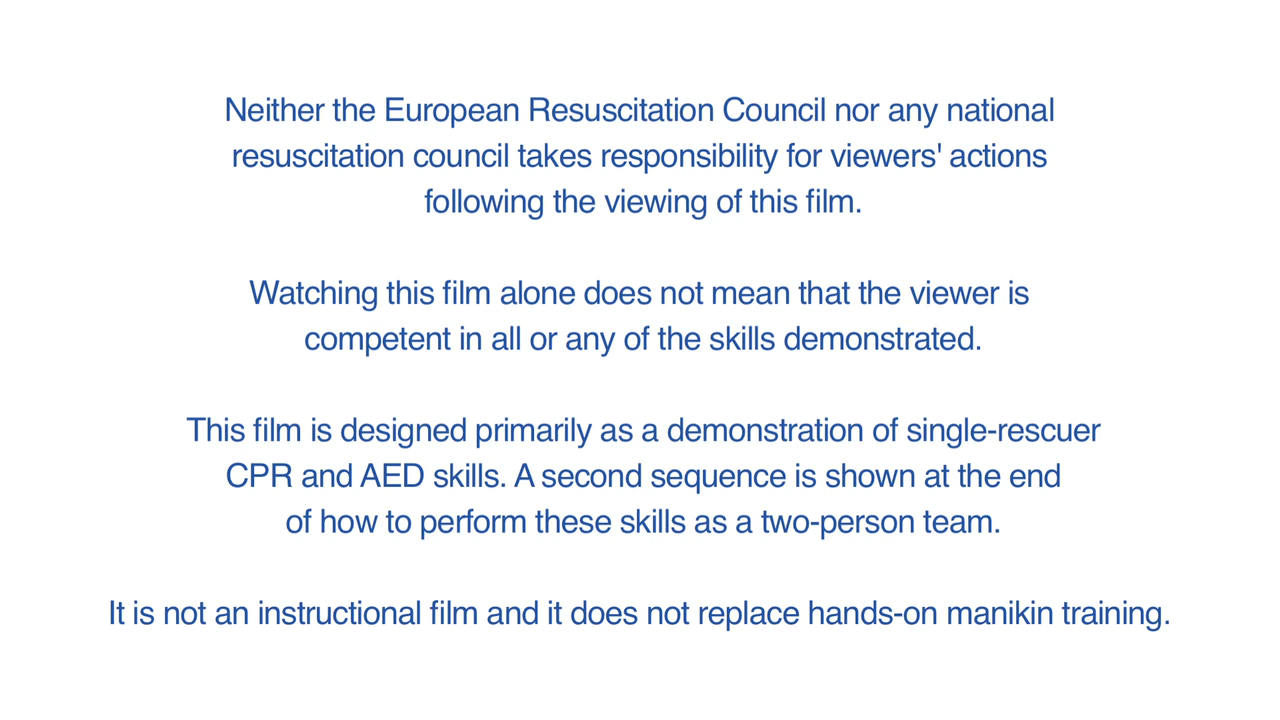 Neither the European Resuscitation Council nor any national
resuscitation council takes responsibility for viewers' actions
following the viewing of this film.
Watching this film alone does not mean that the viewer is
competent in all or any of the skills demonstrated.
This film is designed primarily as a demonstration of single-rescuer
CPR and AED skills. A second sequence is shown at the end
of how to perform these skills as a two-person team.
It is not an instructional film and it does not replace hands-on manikin training.